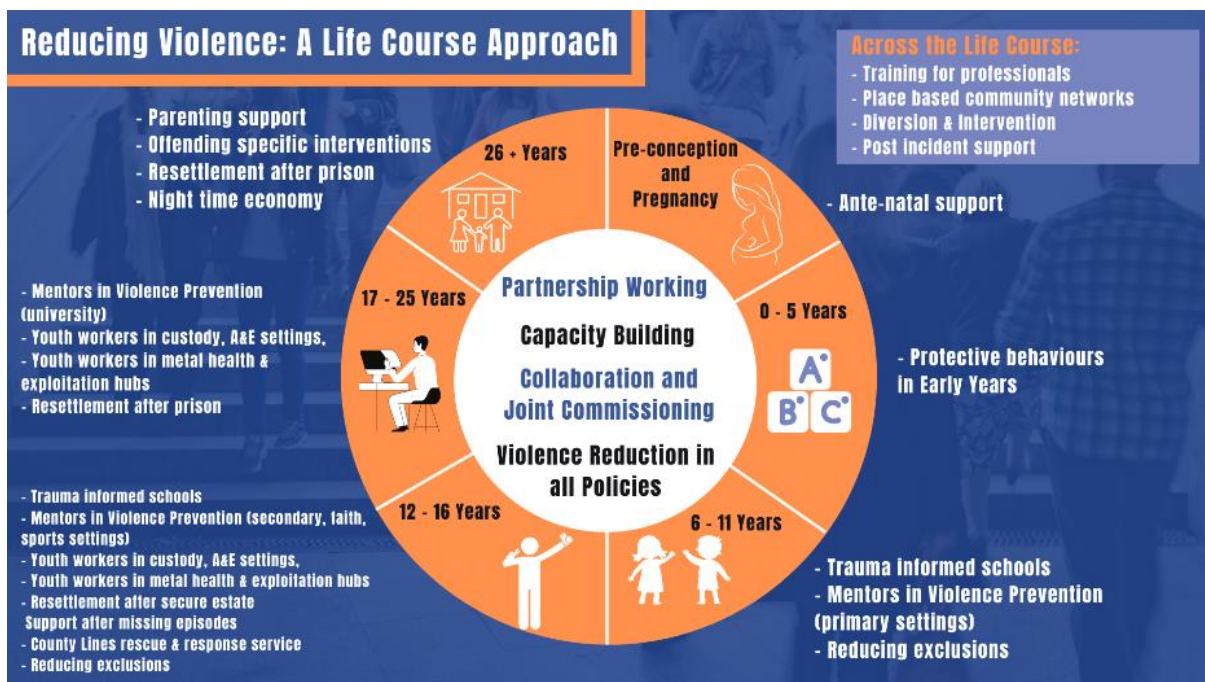 Reducing Violence: A Life Course Approach
Across the Life Course:
- Training for professionals
- Place based community networks
- Diversion & Intervention
- Post incident support
- Parenting support
- Offending specific interventions
- Resettlement after prison
- Night time economy
26 + Years
Pre-conception
and
Pregnancy
- Ante-natal support
- Mentors in Violence Prevention
(university)
- Youth workers in custody, A&E settings,
- Youth workers in metal health &
exploitation hubs
- Resettlement after prison
17 - 25 Years
Partnership Working
Capacity Building
Collaboration and
Joint Commissioning
Violence Reduction in
all Policies
0 - 5 Years
A
B C
- Protective behaviours
in Early Years
- Trauma informed schools
- Mentors in Violence Prevention (secondary, faith,
sports settings)
- Youth workers in custody, A&E settings,
- Youth workers in metal health & exploitation hubs
- Resettlement after secure estate
Support after missing episodes
- County Lines rescue & response service
- Reducing exclusions
12 - 16 Years
6 - 11 Years
- Trauma informed schools
- Mentors in Violence Prevention
(primary settings)
- Reducing exclusions